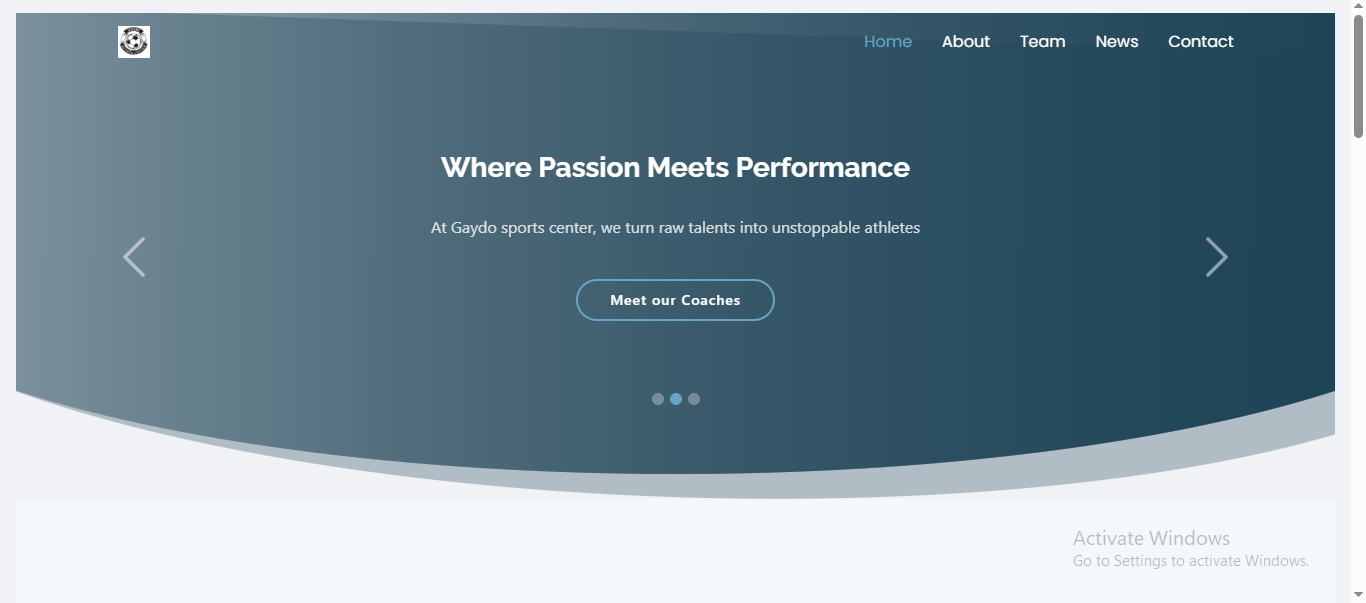 Home About Team News Contact
Where Passion Meets Performance
At Gaydo sports center, we turn raw talents into unstoppable athletes
Meet our Coaches
Activate Windows
Go to Settings to activate Windows.